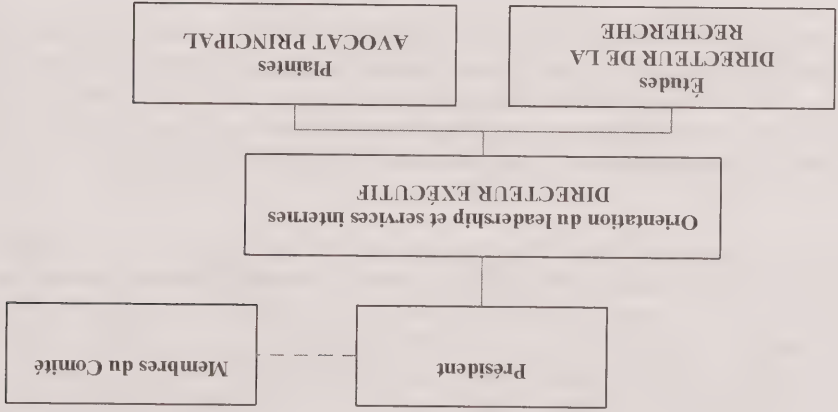 Président
Membres du Comité
Orientation du leadership et services internes
DIRECTEUR EXÉCUTIF
Études
DIRECTEUR DE LA
RECHERCHE
Plaintes
AVOCAT PRINCIPAL